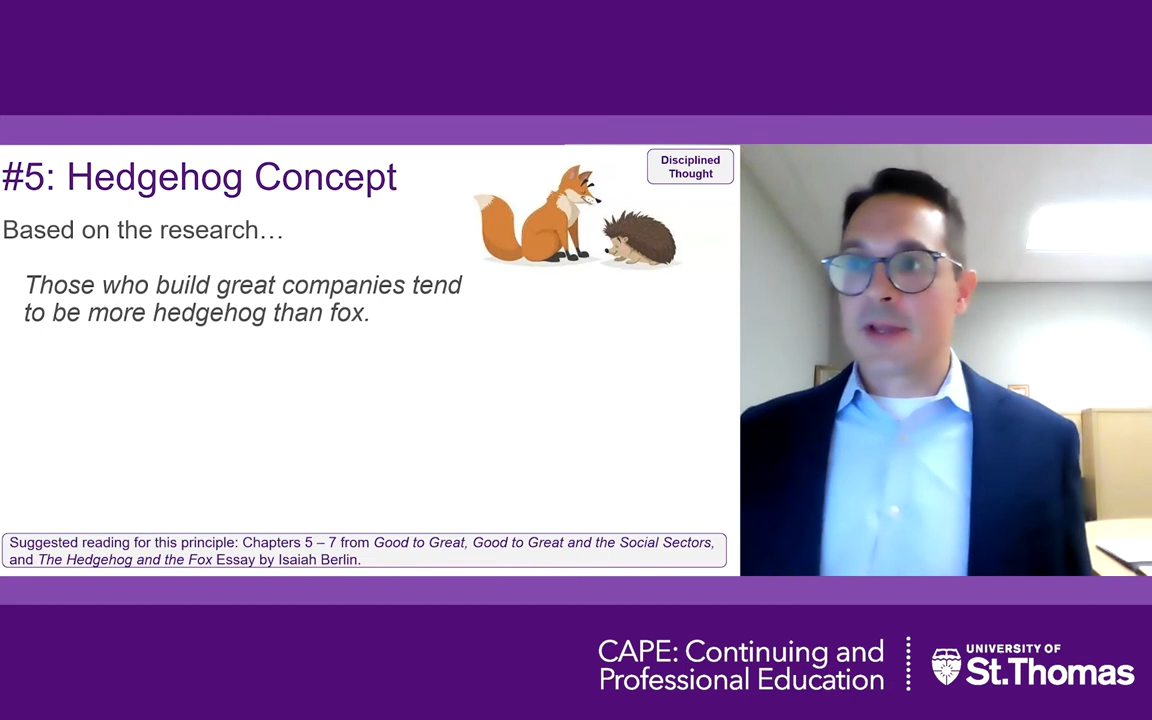 #5: Hedgehog Concept
Disciplined
Thought
Based on the research…
Those who build great companies tend
to be more hedgehog than fox.
Suggested reading for this principle: Chapters 5 – 7 from Good to Great, Good to Great and the Social Sectors,
and The Hedgehog and the Fox Essay by Isaiah Berlin.
CAPE: Continuing and
Professional Education
UNIVERSITY OF
St.Thomas